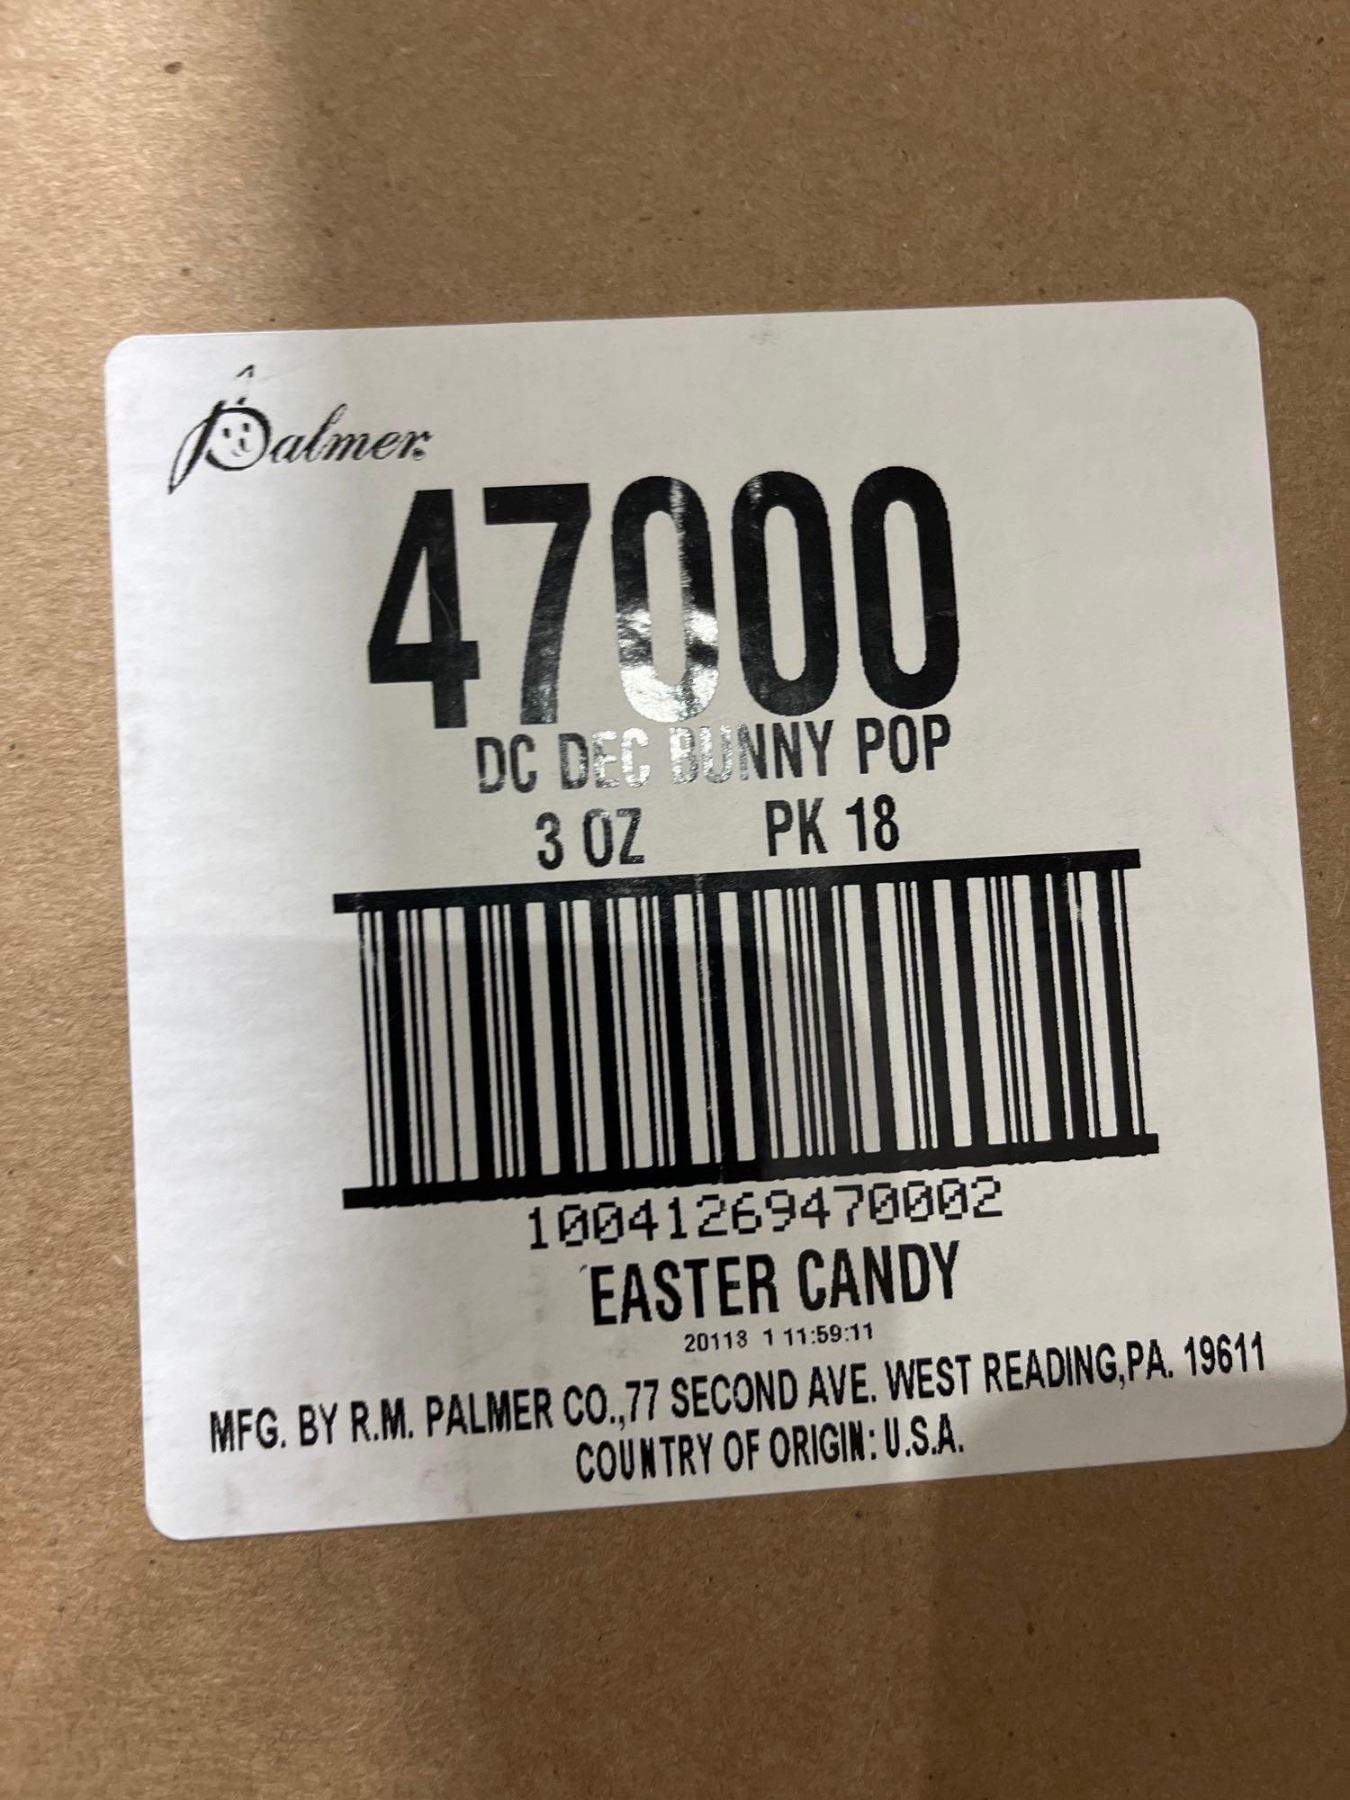 Palmer®
47000
DC DEC BUNNY POP
3 OZ PK 18
10041269470002
EASTER CANDY
20113 1 11:59:11
MFG. BY R.M. PALMER CO.,77 SECOND AVE. WEST READING,PA. 19611
COUNTRY OF ORIGIN: U.S.A.